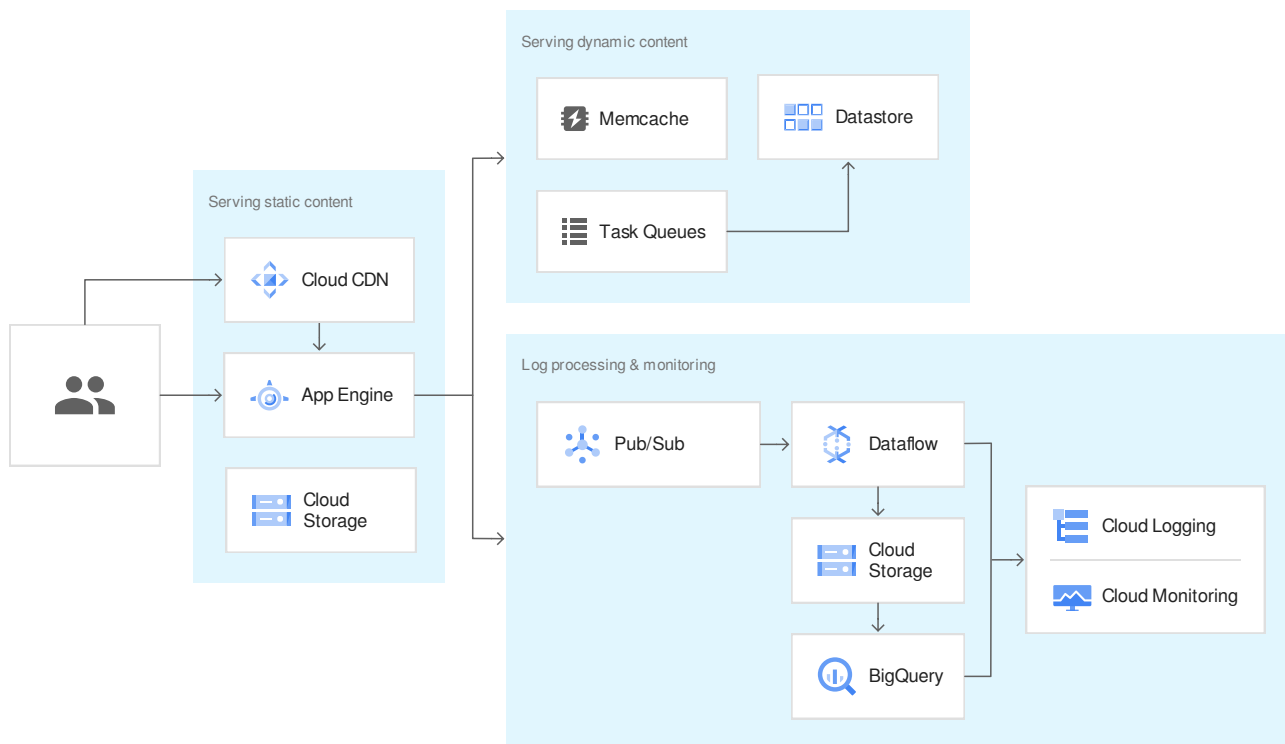 Serving dynamic content
Memcache
Datastore
Task Queues
Serving static content
Cloud CDN
App Engine
Cloud
Storage
Log processing & monitoring
Pub/Sub
Dataflow
Cloud
Storage
BigQuery
Cloud Logging
Cloud Monitoring